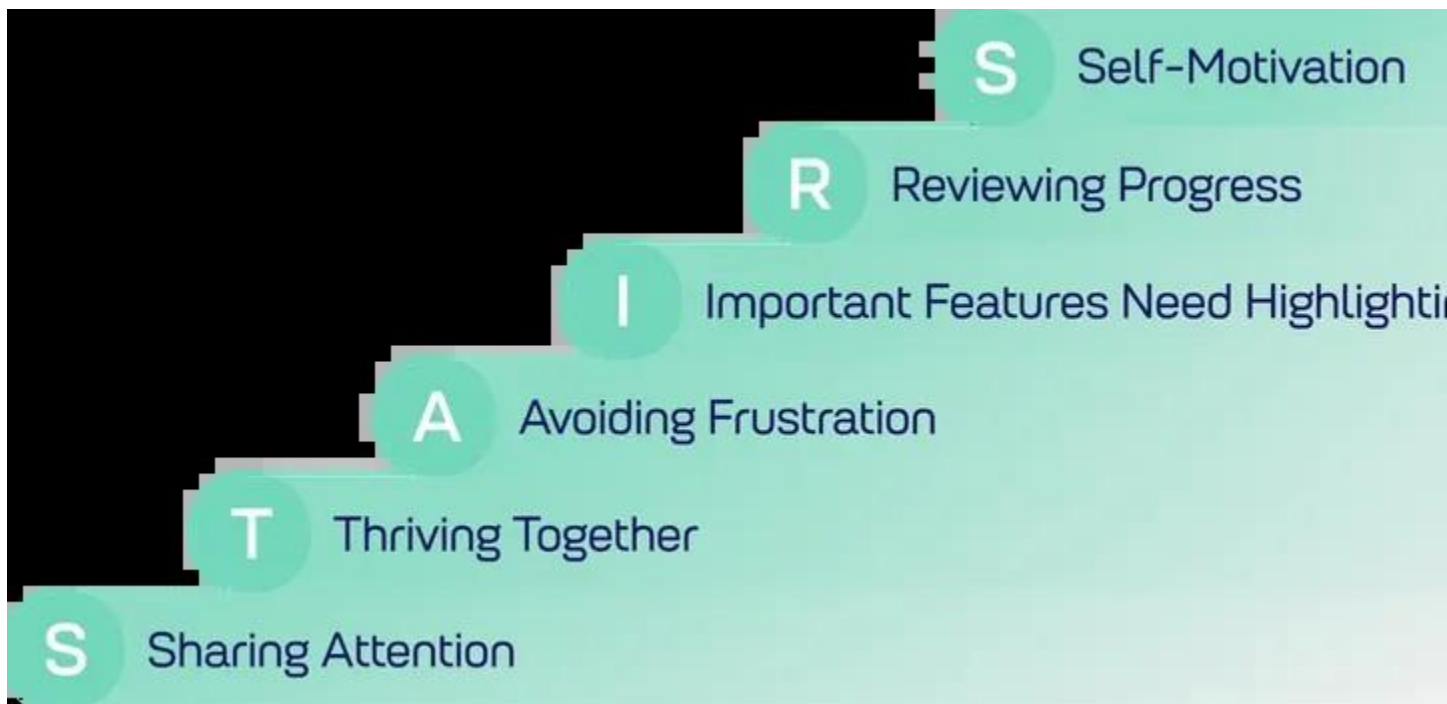 S Self-Motivation
R Reviewing Progress
I Important Features Need Highlighti
A Avoiding Frustration
T Thriving Together
S Sharing Attention